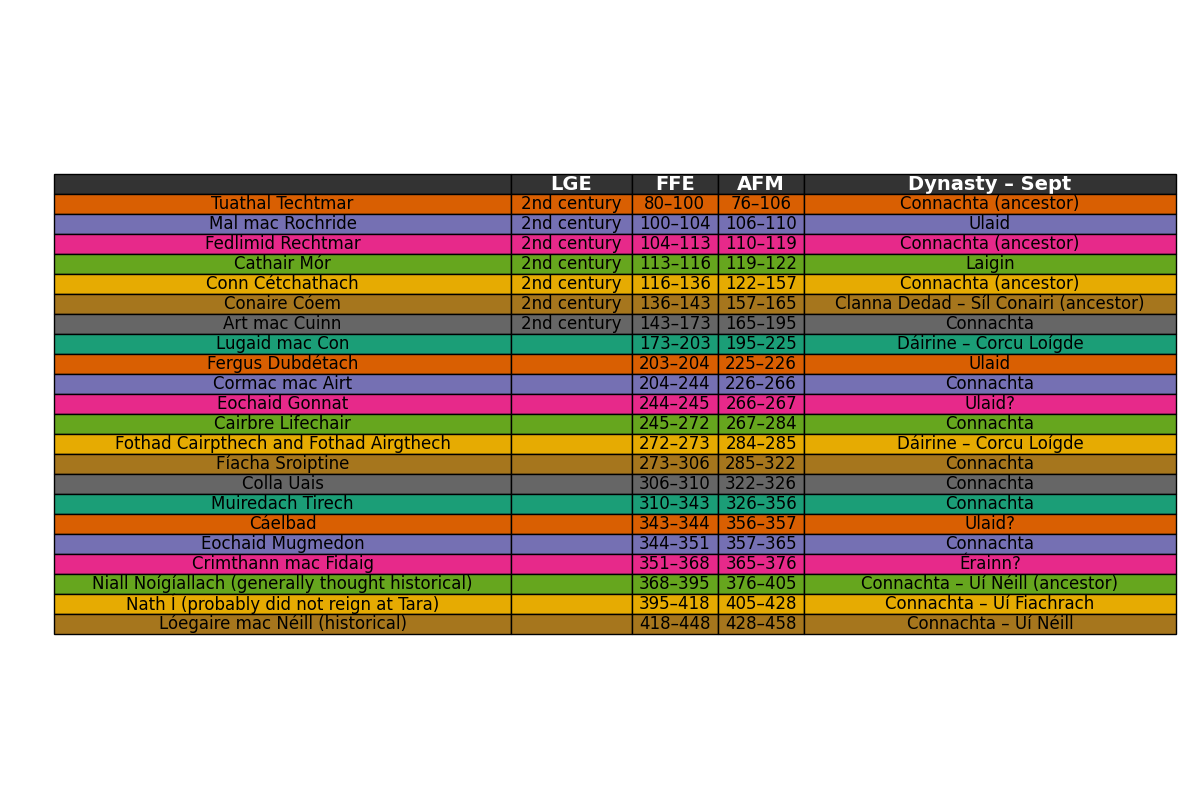 LGE FFE AFM Dynasty – Sept
Tuathal Techtmar 2nd century 80–100 76–106 Connachta (ancestor)
Mal mac Rochride 2nd century 100–104 106–110 Ulaid
Fedlimid Rechtmar 2nd century 104–113 110–119 Connachta (ancestor)
Cathair Mór 2nd century 113–116 119–122 Laigin
Conn Cétchathach 2nd century 116–136 122–157 Connachta (ancestor)
Conaire Cóem 2nd century 136–143 157–165 Clanna Dedad – Síl Conairi (ancestor)
Art mac Cuinn 2nd century 143–173 165–195 Connachta
Lugaid mac Con 173–203 195–225 Dáirine – Corcu Loígde
Fergus Dubdétach 203–204 225–226 Ulaid
Cormac mac Airt 204–244 226–266 Connachta
Eochaid Gonnat 244–245 266–267 Ulaid?
Cairbre Lifechair 245–272 267–284 Connachta
Fothad Cairpthech and Fothad Airgthech 272–273 284–285 Dáirine – Corcu Loígde
Fíacha Sroiptine 273–306 285–322 Connachta
Colla Uais 306–310 322–326 Connachta
Muiredach Tirech 310–343 326–356 Connachta
Cáelbad 343–344 356–357 Ulaid?
Eochaid Mugmedon 344–351 357–365 Connachta
Crimthann mac Fidaig 351–368 365–376 Érainn?
Niall Noígíallach (generally thought historical) 368–395 376–405 Connachta – Uí Néill (ancestor)
Nath I (probably did not reign at Tara) 395–418 405–428 Connachta – Uí Fiachrach
Lóegaire mac Néill (historical) 418–448 428–458 Connachta – Uí Néill